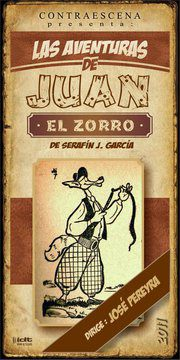 CONTRAESCENA
presenta:
LAS AVENTURAS
DE
JUAN
· EL ZORRO ·
DE SERAFÍN J. GARCÍA
DIRIGE: JOSÉ PEREYRA
2011